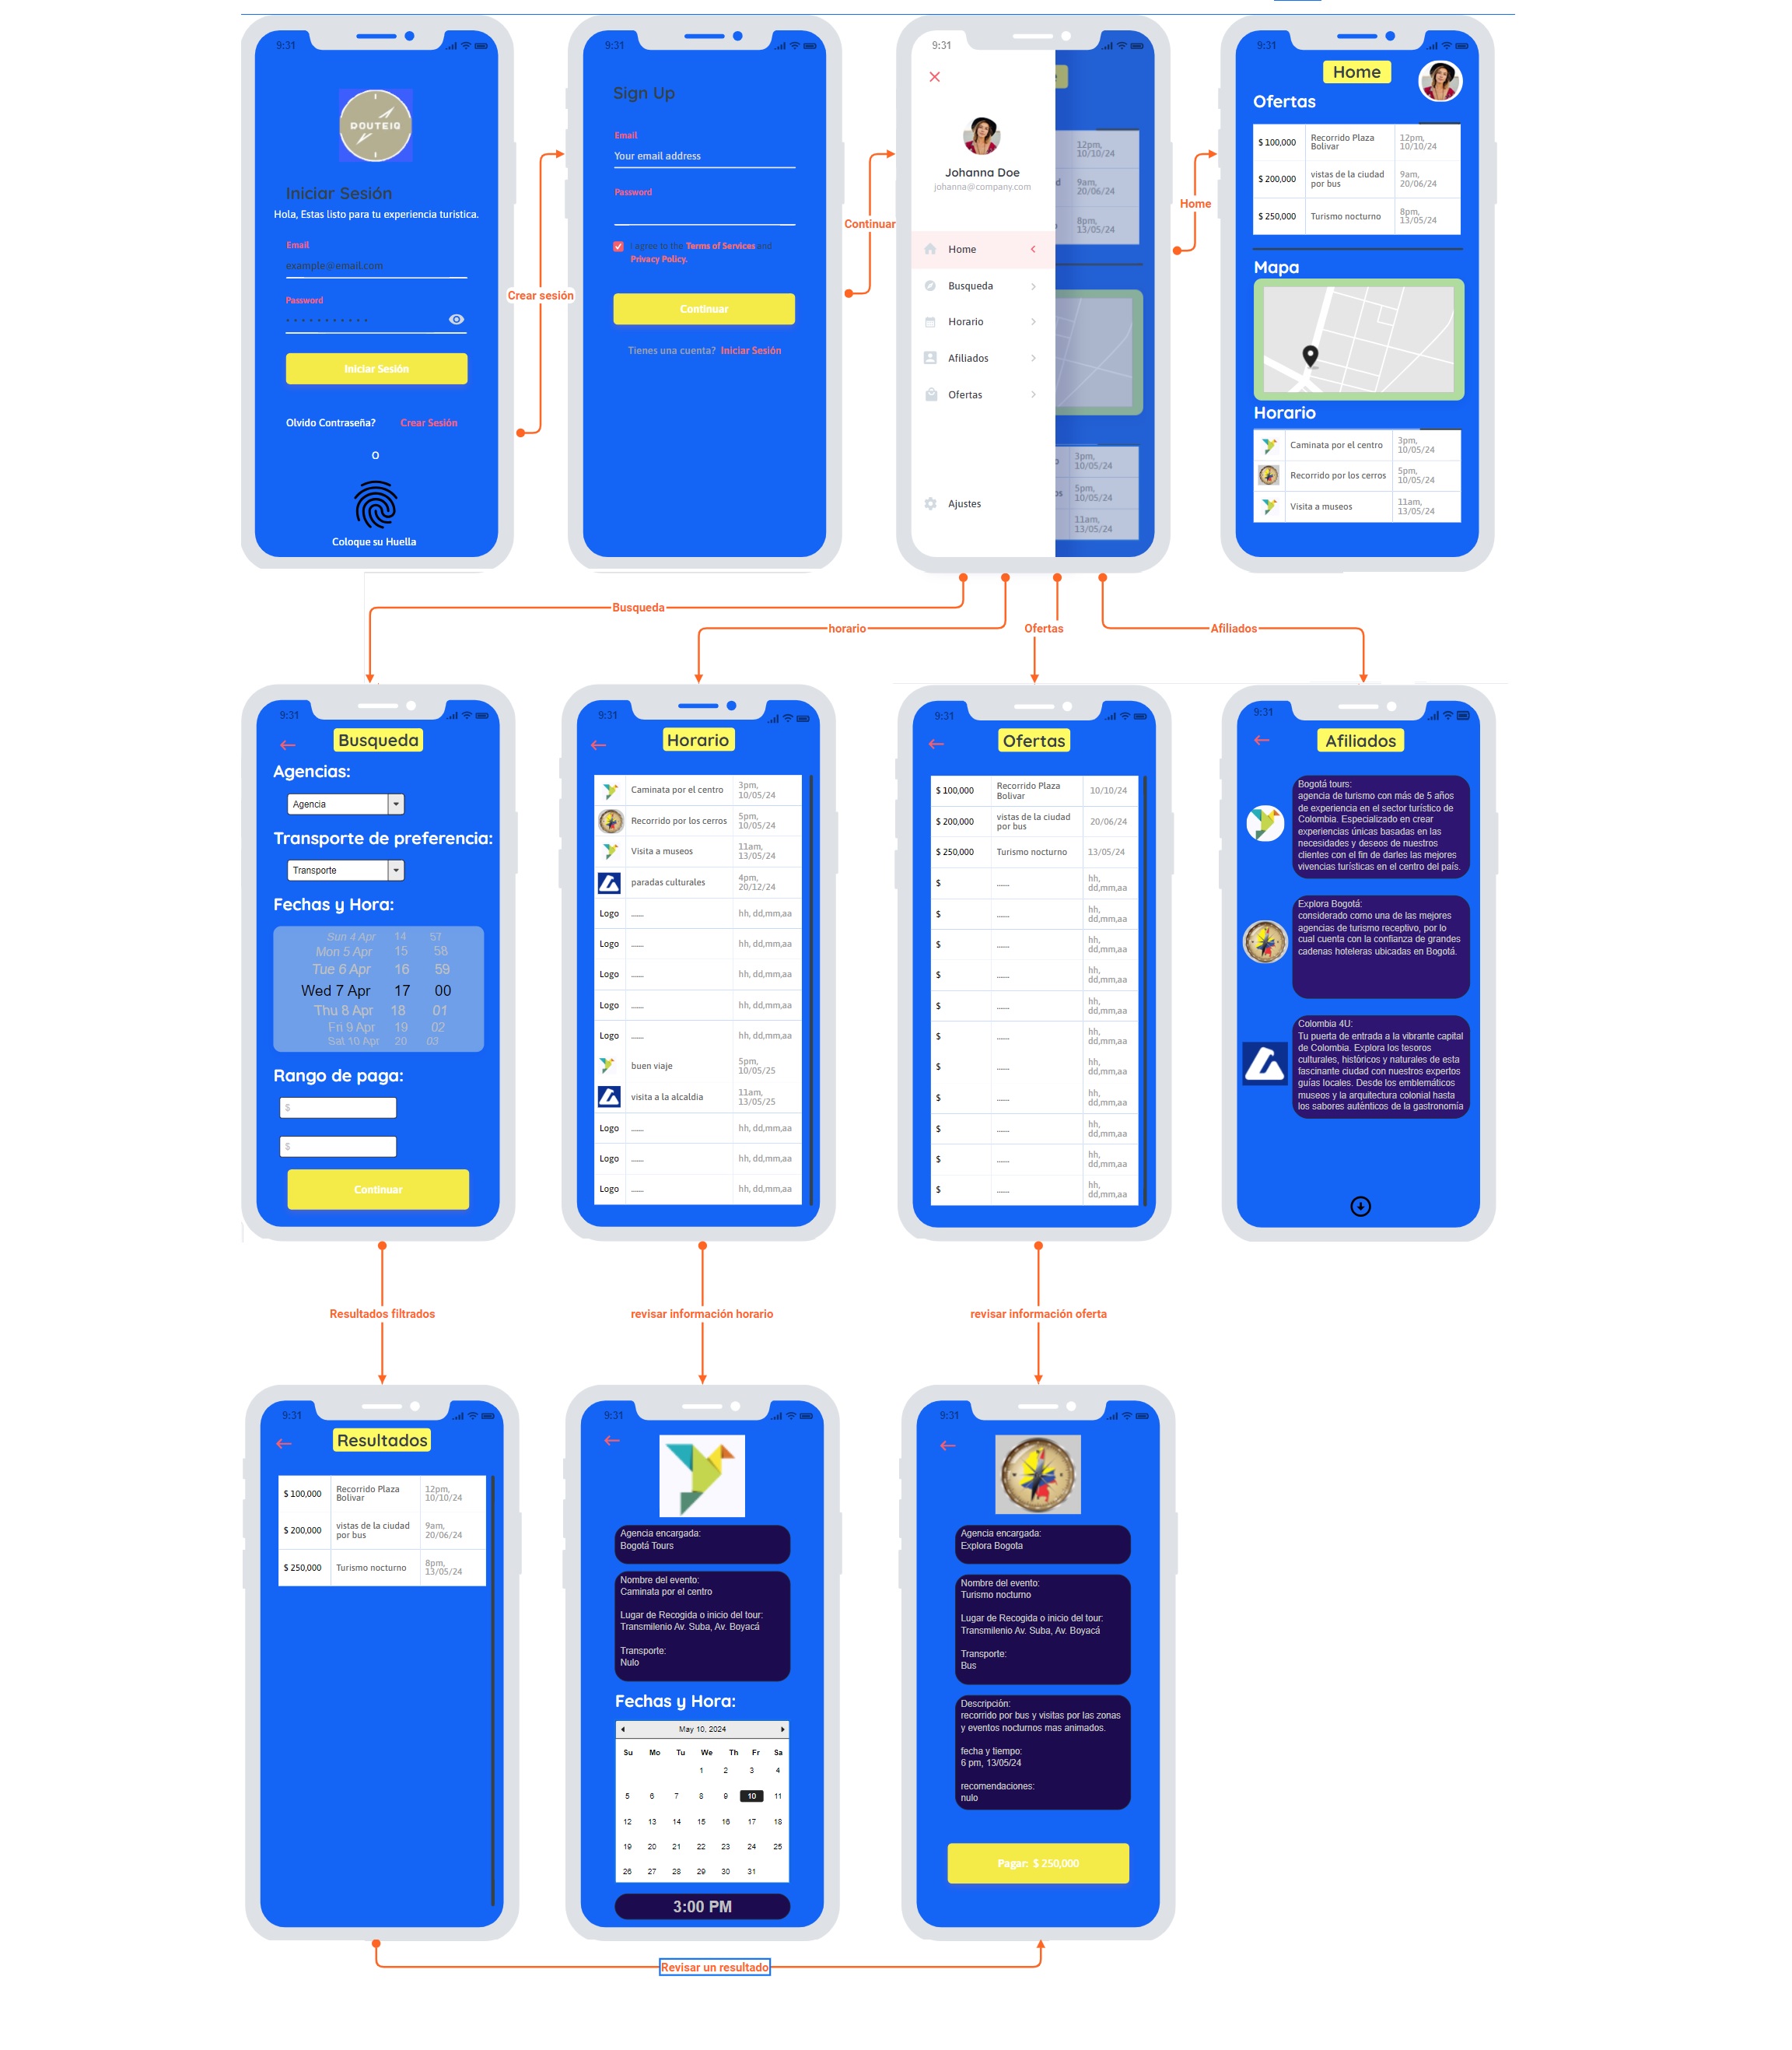 9:31
DOUTEIG
Iniciar Sesión
Hola, Estas listo para tu experiencia turistica.
Email
example@email.com
Password
Iniciar Sesión
Olvido Contraseña? Crear Sesión
O
Coloque su Huella
Crear sesión
9:31
Sign Up
Email
Your email address
Password
I agree to the Terms of Services and
Privacy Policy.
Continuar
Tienes una cuenta? Iniciar Sesión
Continuar
9:31
Johanna Doe
johanna@company.com
Home
Busqueda
Horario
Afiliados
Ofertas
Ajustes
12pm,
10/10/24
9am,
20/06/24
8pm,
13/05/24
3pm,
10/05/24
5pm,
10/05/24
11am,
13/05/24
Home
9:31
Home
Ofertas
$ 100,000 Recorrido Plaza Bolivar 12pm, 10/10/24
$ 200,000 vistas de la ciudad por bus 9am, 20/06/24
$ 250,000 Turismo nocturno 8pm, 13/05/24
Mapa
Horario
Caminata por el centro 3pm, 10/05/24
Recorrido por los cerros 5pm, 10/05/24
Visita a museos 11am, 13/05/24
Busqueda
horario
Ofertas
Afiliados
9:31
Busqueda
Agencias:
Agencia
Transporte de preferencia:
Transporte
Fechas y Hora:
Sun 4 Apr 14 57
Mon 5 Apr 15 58
Tue 6 Apr 16 59
Wed 7 Apr 17 00
Thu 8 Apr 18 01
Fri 9 Apr 19 02
Sat 10 Apr 20 03
Rango de paga:
$
$
Continuar
9:31
Horario
Caminata por el centro 3pm, 10/05/24
Recorrido por los cerros 5pm, 10/05/24
Visita a museos 11am, 13/05/24
paradas culturales 4pm, 20/12/24
Logo ...... hh, dd,mm,aa
Logo ...... hh, dd,mm,aa
Logo ...... hh, dd,mm,aa
Logo ...... hh, dd,mm,aa
Logo ...... hh, dd,mm,aa
buen viaje 5pm, 10/05/25
visita a la alcaldia 11am, 13/05/25
Logo ...... hh, dd,mm,aa
Logo ...... hh, dd,mm,aa
Logo ...... hh, dd,mm,aa
9:31
Ofertas
$ 100,000 Recorrido Plaza Bolivar 10/10/24
$ 200,000 vistas de la ciudad por bus 20/06/24
$ 250,000 Turismo nocturno 13/05/24
$ ...... hh, dd,mm,aa
$ ...... hh, dd,mm,aa
$ ...... hh, dd,mm,aa
$ ...... hh, dd,mm,aa
$ ...... hh, dd,mm,aa
$ ...... hh, dd,mm,aa
$ ...... hh, dd,mm,aa
$ ...... hh, dd,mm,aa
$ ...... hh, dd,mm,aa
$ ...... hh, dd,mm,aa
$ ...... hh, dd,mm,aa
9:31
Afiliados
Bogotá tours:
agencia de turismo con más de 5 años
de experiencia en el sector turístico de
Colombia. Especializado en crear
experiencias únicas basadas en las
necesidades y deseos de nuestros
clientes con el fin de darles las mejores
vivencias turísticas en el centro del país.
Explora Bogotá:
considerado como una de las mejores
agencias de turismo receptivo, por lo
cual cuenta con la confianza de grandes
cadenas hoteleras ubicadas en Bogotá.
Colombia 4U:
Tu puerta de entrada a la vibrante capital
de Colombia. Explora los tesoros
culturales, históricos y naturales de esta
fascinante ciudad con nuestros expertos
guías locales. Desde los emblemáticos
museos y la arquitectura colonial hasta
los sabores auténticos de la gastronomía
Resultados filtrados
revisar información horario
revisar información oferta
9:31
Resultados
$ 100,000 Recorrido Plaza Bolivar 12pm, 10/10/24
$ 200,000 vistas de la ciudad por bus 9am, 20/06/24
$ 250,000 Turismo nocturno 8pm, 13/05/24
9:31
Agencia encargada:
Bogotá Tours
Nombre del evento:
Caminata por el centro
Lugar de Recogida o inicio del tour:
Transmilenio Av. Suba, Av. Boyacá
Transporte:
Nulo
Fechas y Hora:
May 10, 2024
Su Mo Tu We Th Fr Sa
1 2 3 4
5 6 7 8 9 10 11
12 13 14 15 16 17 18
19 20 21 22 23 24 25
26 27 28 29 30 31
3:00 PM
9:31
Agencia encargada:
Explora Bogota
Nombre del evento:
Turismo nocturno
Lugar de Recogida o inicio del tour:
Transmilenio Av. Suba, Av. Boyacá
Transporte:
Bus
Descripción:
recorrido por bus y visitas por las zonas
y eventos nocturnos mas animados.
fecha y tiempo:
6 pm, 13/05/24
recomendaciones:
nulo
Pagar: $ 250,000
Revisar un resultado